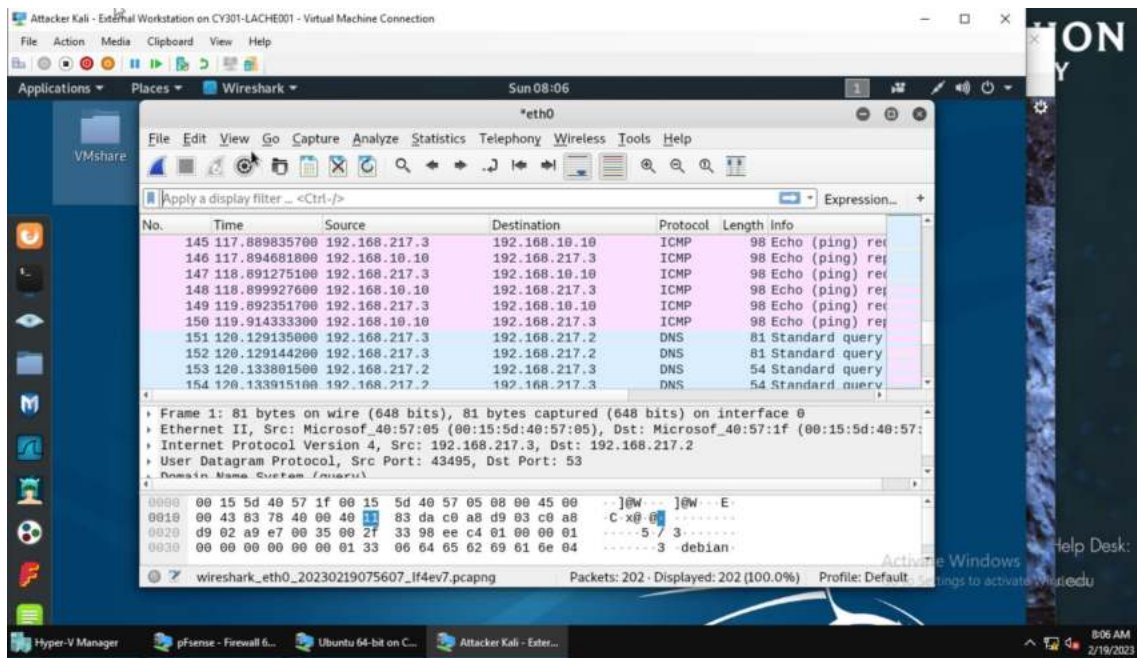 Attacker Kali - External Workstation on CY301-LACHE001 - Virtual Machine Connection
File Action Media Clipboard View Help
ION
Y
Applications Places Wireshark Sun 08:06 1
*eth0
VMshare
File Edit View Go Capture Analyze Statistics Telephony Wireless Tools Help
Apply a display filter ... <Ctrl-/> Expression... +
No. Time Source Destination Protocol Length Info
145 117.889835700 192.168.217.3 192.168.10.10 ICMP 98 Echo (ping) rec
146 117.894681800 192.168.10.10 192.168.217.3 ICMP 98 Echo (ping) rep
147 118.891275100 192.168.217.3 192.168.10.10 ICMP 98 Echo (ping) rec
148 118.899927600 192.168.10.10 192.168.217.3 ICMP 98 Echo (ping) rep
149 119.892351700 192.168.217.3 192.168.10.10 ICMP 98 Echo (ping) rec
150 119.914333300 192.168.10.10 192.168.217.3 ICMP 98 Echo (ping) rep
151 120.129135000 192.168.217.3 192.168.217.2 DNS 81 Standard query
152 120.129144200 192.168.217.3 192.168.217.2 DNS 81 Standard query
153 120.133801500 192.168.217.2 192.168.217.3 DNS 54 Standard query
154 120.133915100 192.168.217.2 192.168.217.3 DNS 54 Standard query
Frame 1: 81 bytes on wire (648 bits), 81 bytes captured (648 bits) on interface 0
Ethernet II, Src: Microsof_40:57:05 (00:15:5d:40:57:05), Dst: Microsof_40:57:1f (00:15:5d:40:57:
Internet Protocol Version 4, Src: 192.168.217.3, Dst: 192.168.217.2
User Datagram Protocol, Src Port: 43495, Dst Port: 53
Domain Name System (query)
0000 00 15 5d 40 57 1f 00 15 5d 40 57 05 08 00 45 00 ··]@W··· ]@W···E·
0010 00 43 83 78 40 00 40 11 83 da c0 a8 d9 03 c0 a8 ·C·x@·@· ········
0020 d9 02 a9 e7 00 35 00 2f 33 98 ee c4 01 00 00 01 ·····5·/ 3·······
0030 00 00 00 00 00 00 01 33 06 64 65 62 69 61 6e 04 ·······3 ·debian·
wireshark_eth0_20230219075607_lf4ev7.pcapng Packets: 202 · Displayed: 202 (100.0%) Profile: Default
Help Desk:
Activate Windows
Hyper-V Manager pFsense - Firewall 6... Ubuntu 64-bit on C... Attacker Kali - Exter... 8:06 AM
2/19/2023